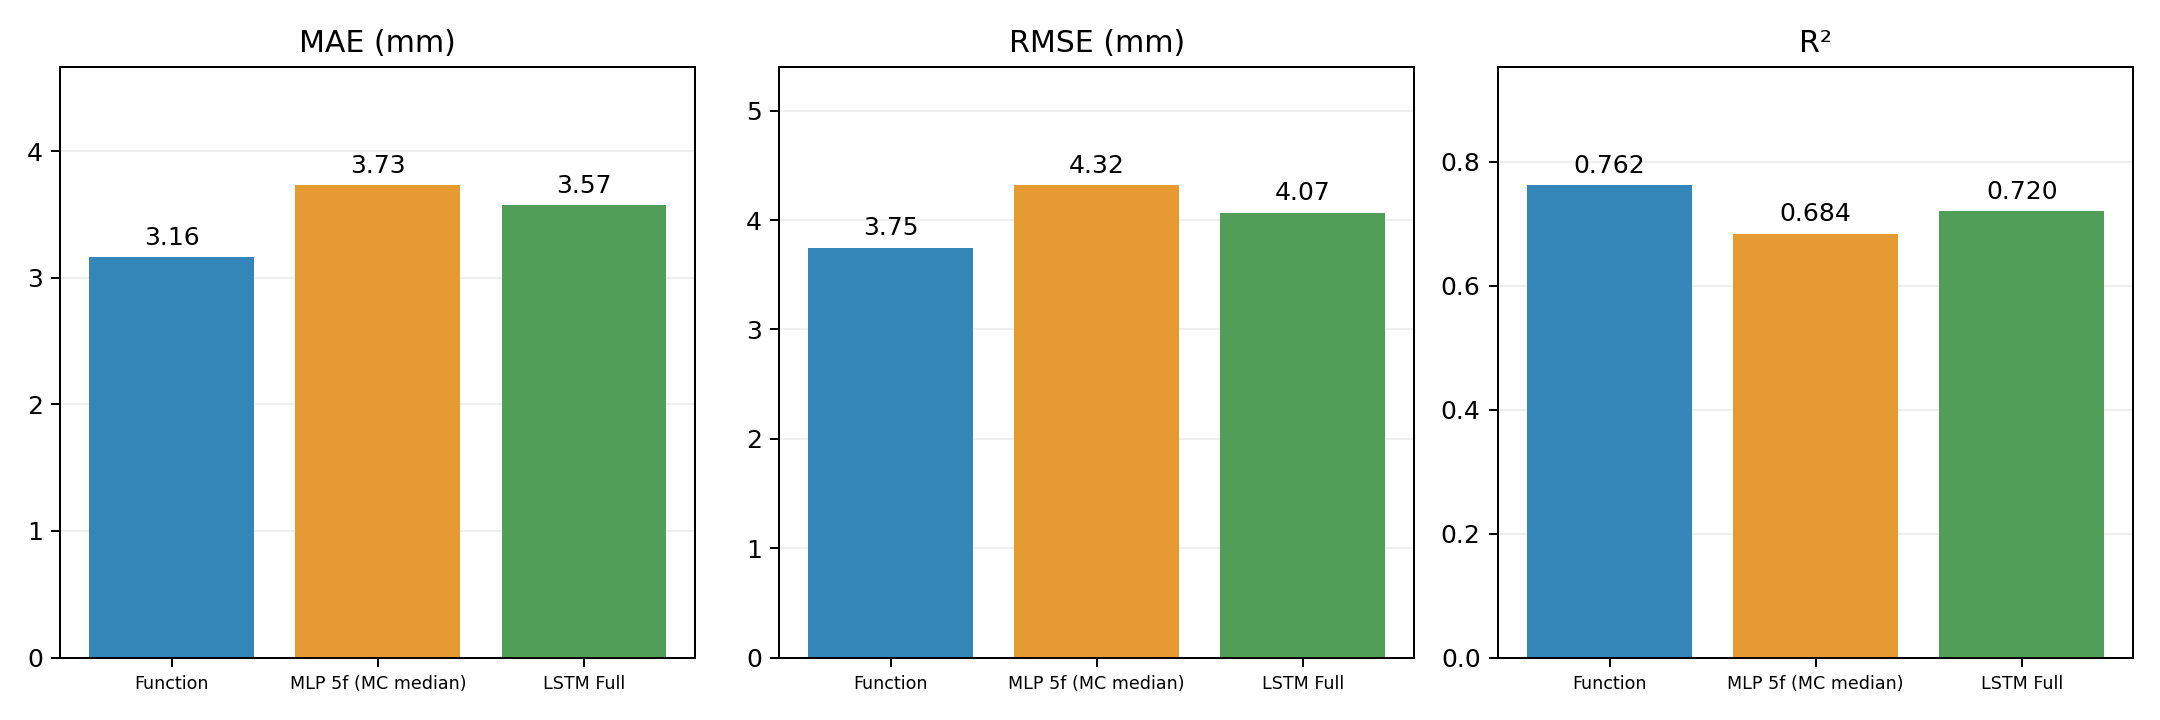 MAE (mm)
4
3
2
1
0
3.16
3.73
3.57
Function
MLP 5f (MC median)
LSTM Full
RMSE (mm)
5
4
3
2
1
0
3.75
4.32
4.07
Function
MLP 5f (MC median)
LSTM Full
R²
0.8
0.6
0.4
0.2
0.0
0.762
0.684
0.720
Function
MLP 5f (MC median)
LSTM Full